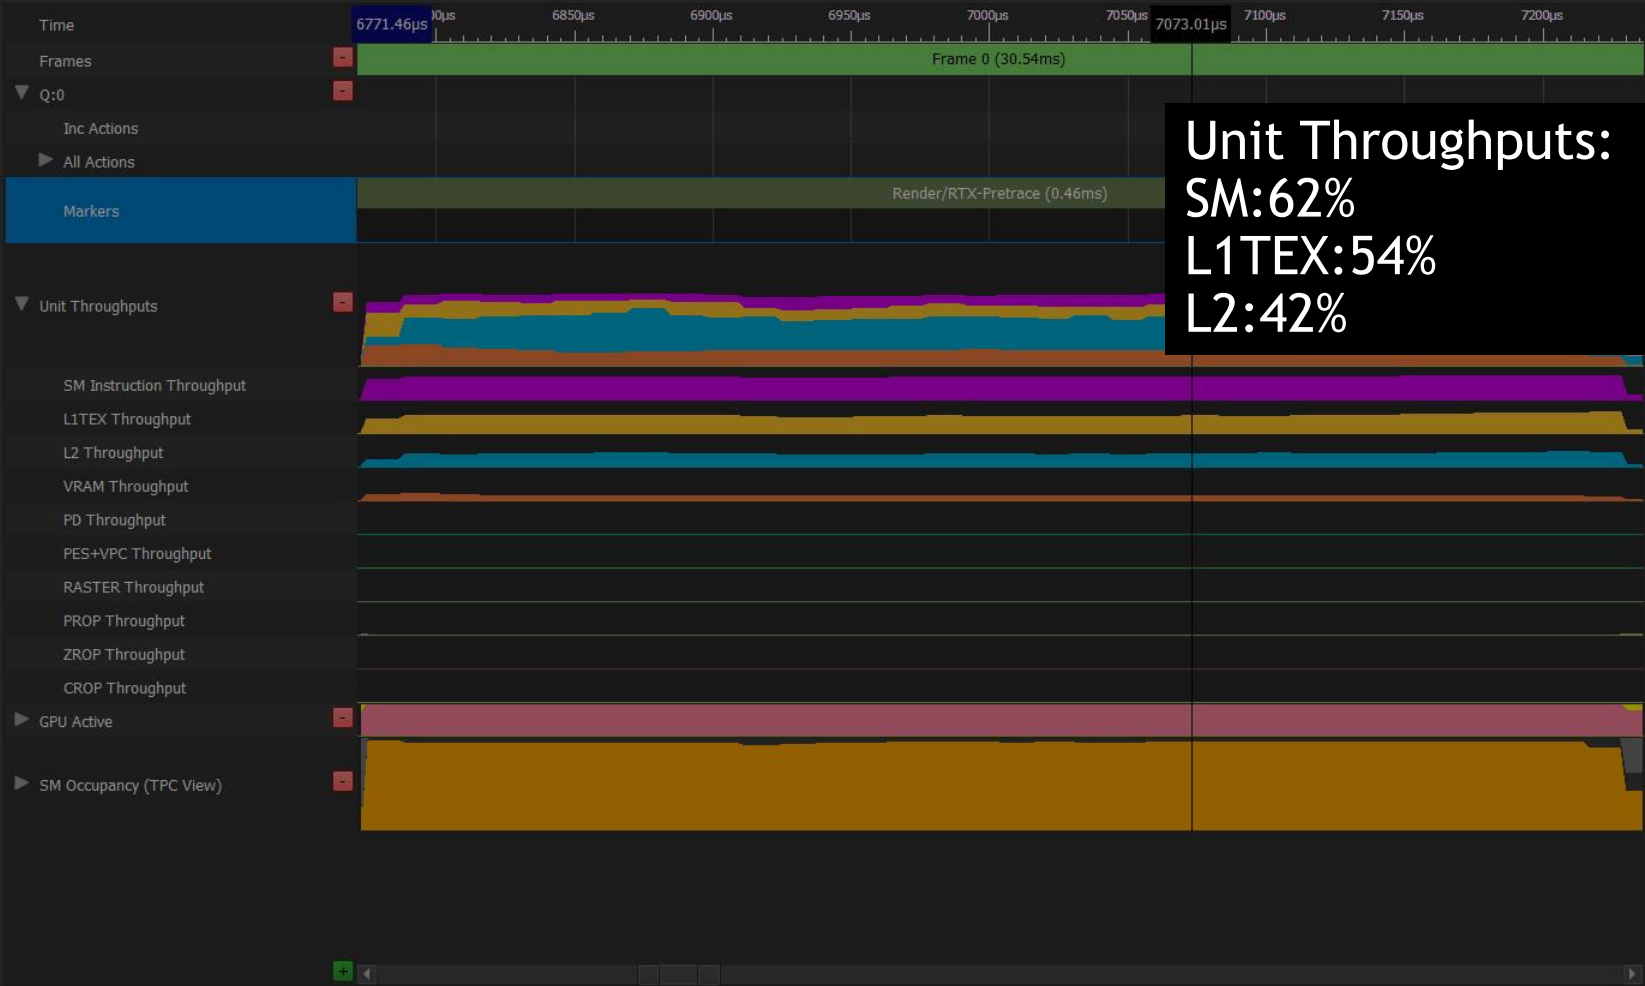 Time
6771.46µs
00µs
6850µs
6900µs
6950µs
7000µs
7050µs
7073.01µs
7100µs
7150µs
7200µs
Frames
Frame 0 (30.54ms)
Q:0
Inc Actions
All Actions
Markers
Render/RTX-Pretrace (0.46ms)
Unit Throughputs:
SM:62%
L1TEX:54%
L2:42%
Unit Throughputs
SM Instruction Throughput
L1TEX Throughput
L2 Throughput
VRAM Throughput
PD Throughput
PES+VPC Throughput
RASTER Throughput
PROP Throughput
ZROP Throughput
CROP Throughput
GPU Active
SM Occupancy (TPC View)